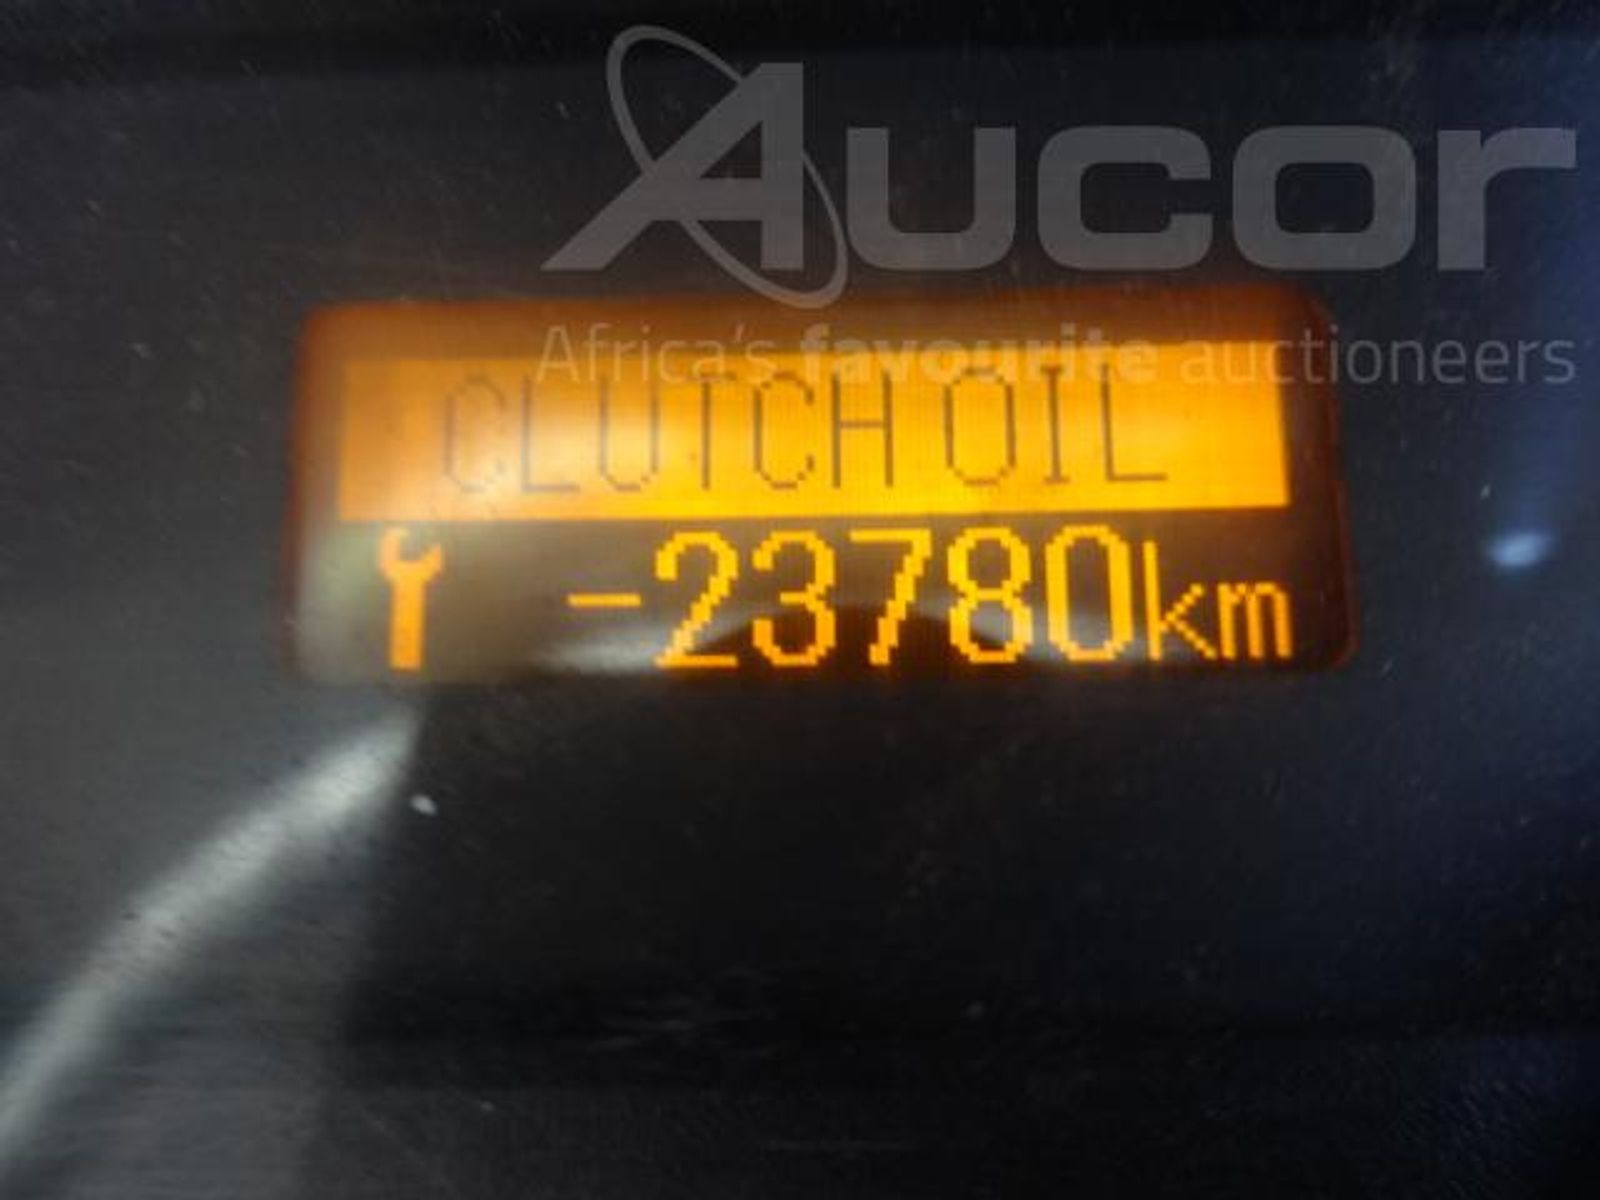 Aucor
Africa's favourite auctioneers
CLUTCH OIL
-23780km